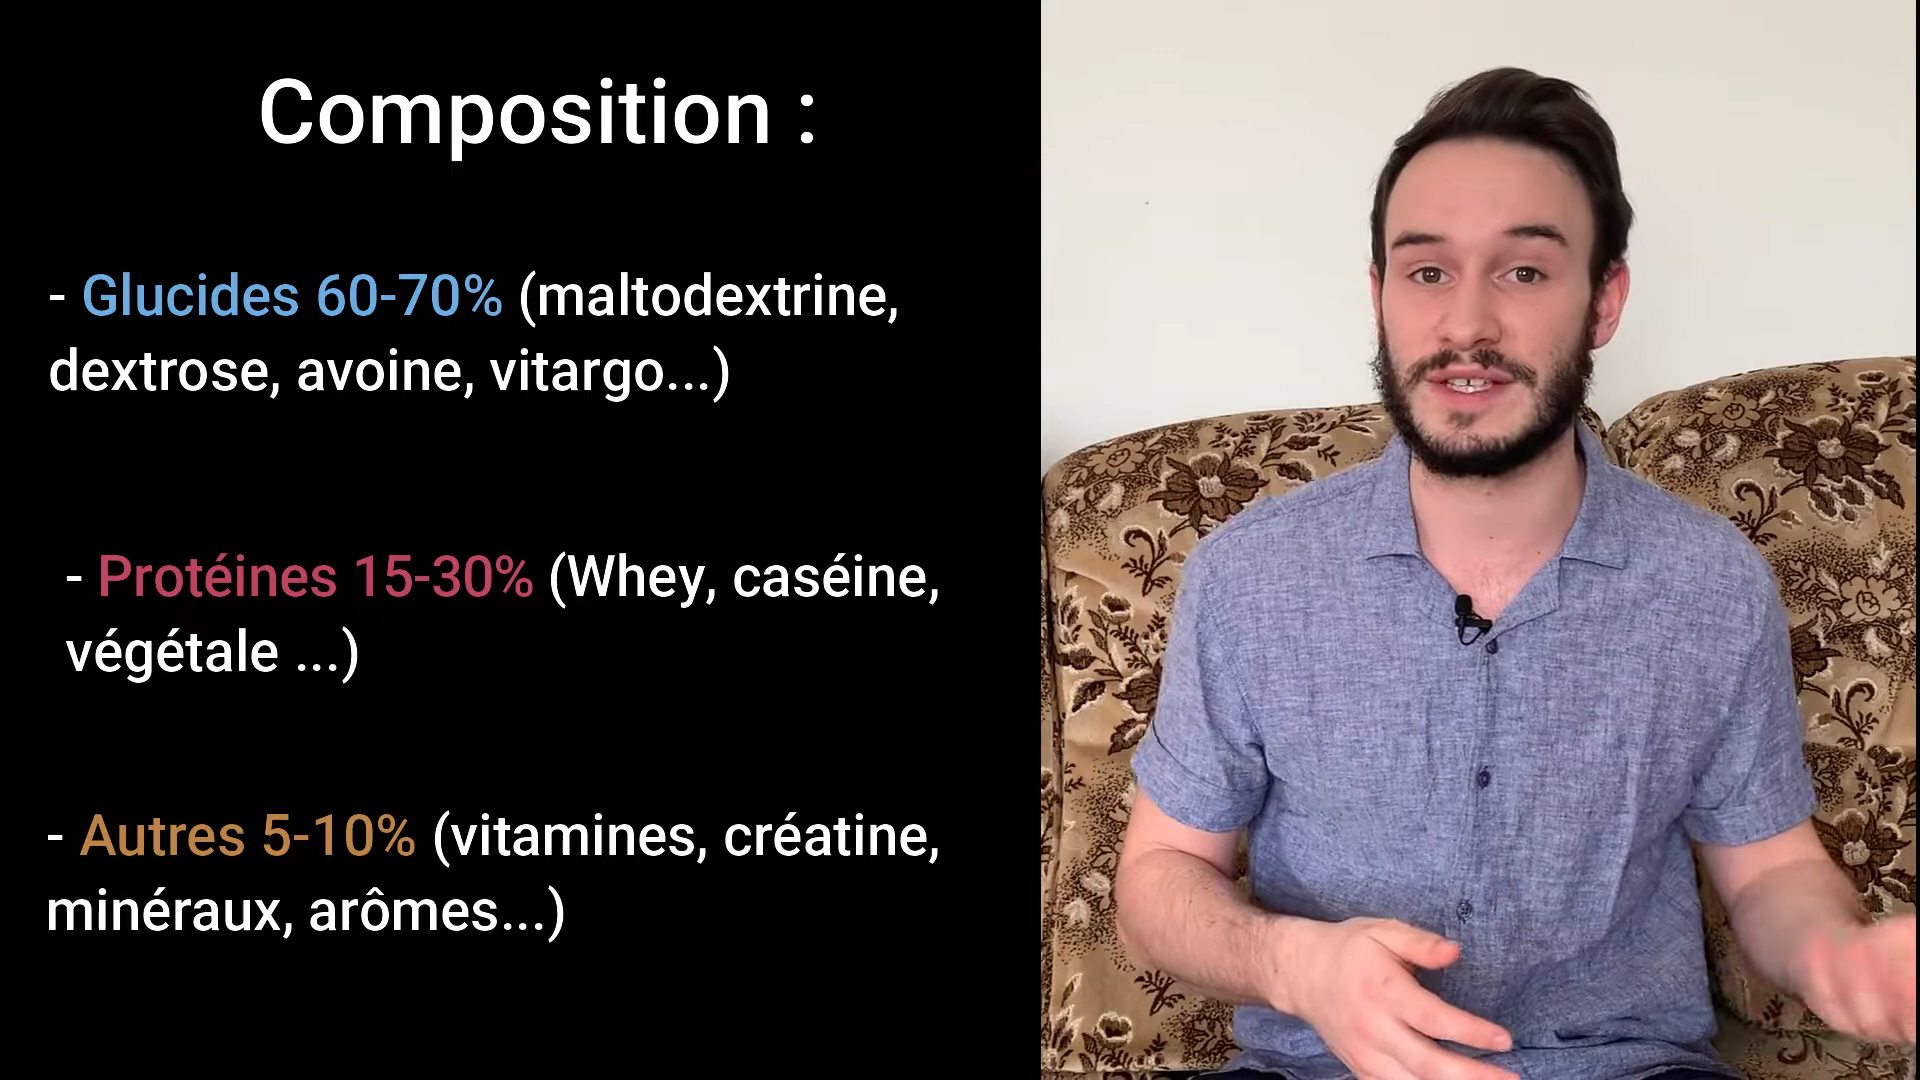 Composition :
- Glucides 60-70% (maltodextrine,
dextrose, avoine, vitargo...)
- Protéines 15-30% (Whey, caséine,
végétale ...)
- Autres 5-10% (vitamines, créatine,
minéraux, arômes...)